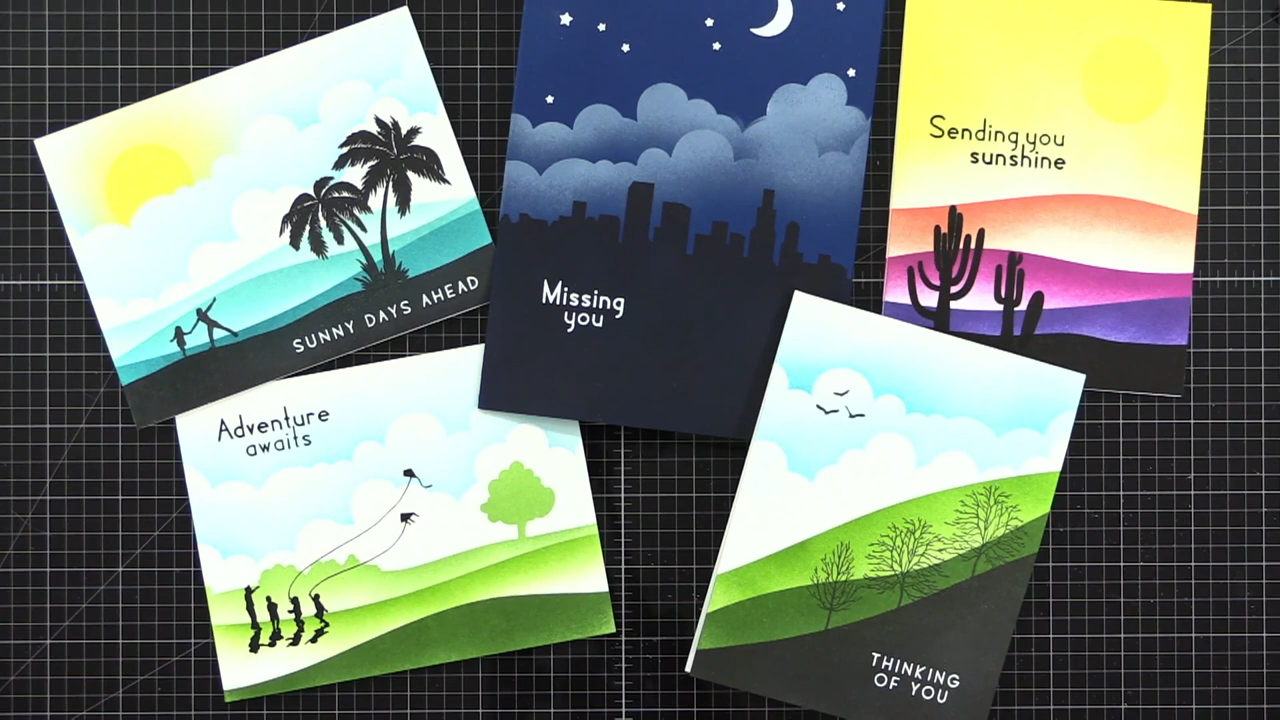 SUNNY DAYS AHEAD
Missing
you
Sending you
sunshine
Adventure
awaits
THINKING
OF YOU